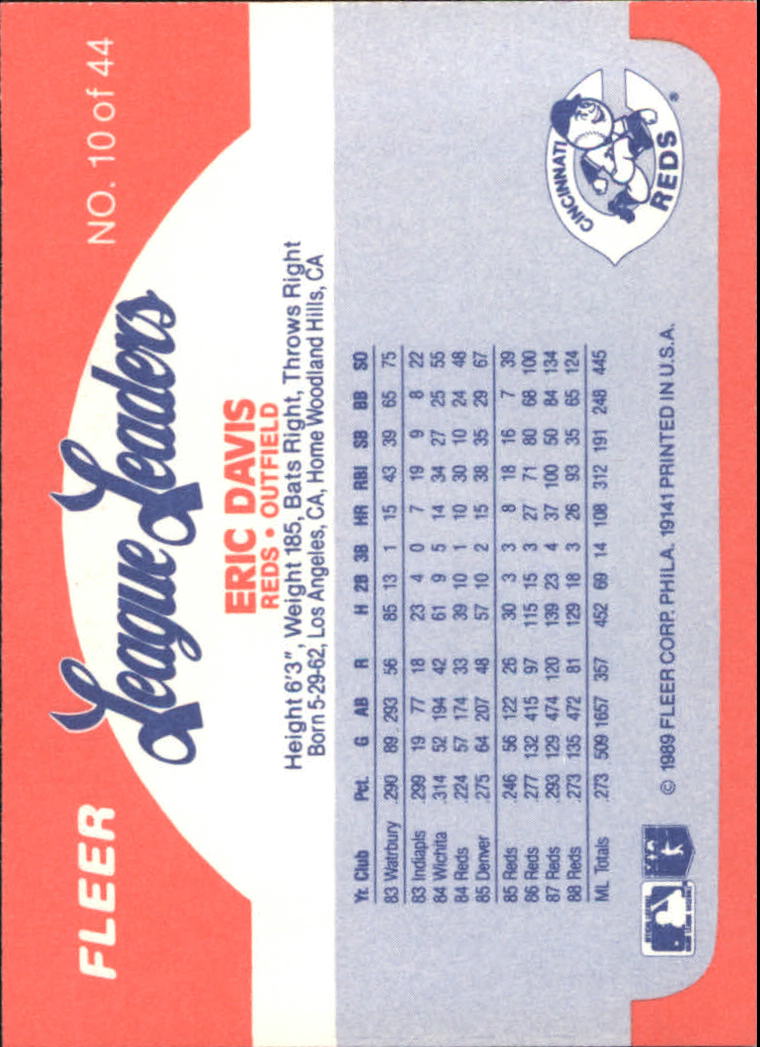 FLEER
League Leaders
NO. 10 of 44
ERIC DAVIS
REDS • OUTFIELD
Height 6'3", Weight 185, Bats Right, Throws Right
Born 5-29-62, Los Angeles, CA, Home Woodland Hills, CA
Yr. Club Pct. G AB R H 2B 3B HR RBI SB BB SO
83 Watrbury .290 89 293 56 85 13 1 15 43 39 65 75
83 Indiapls .299 19 77 18 23 4 0 7 19 9 8 22
84 Wichita .314 52 194 42 61 9 5 14 34 27 25 55
84 Reds .224 57 174 33 39 10 1 10 30 10 24 48
85 Denver .275 64 207 48 57 10 2 15 38 35 29 67
85 Reds .246 56 122 26 30 3 3 8 18 16 7 39
86 Reds .277 132 415 97 115 15 3 27 71 80 68 100
87 Reds .293 129 474 120 139 23 4 37 100 50 84 134
88 Reds .273 135 472 81 129 18 3 26 93 35 65 124
ML Totals .273 509 1657 357 452 69 14 108 312 191 248 445
© 1989 FLEER CORP. PHILA. 19141 PRINTED IN U.S.A.
CINCINNATI
REDS ®